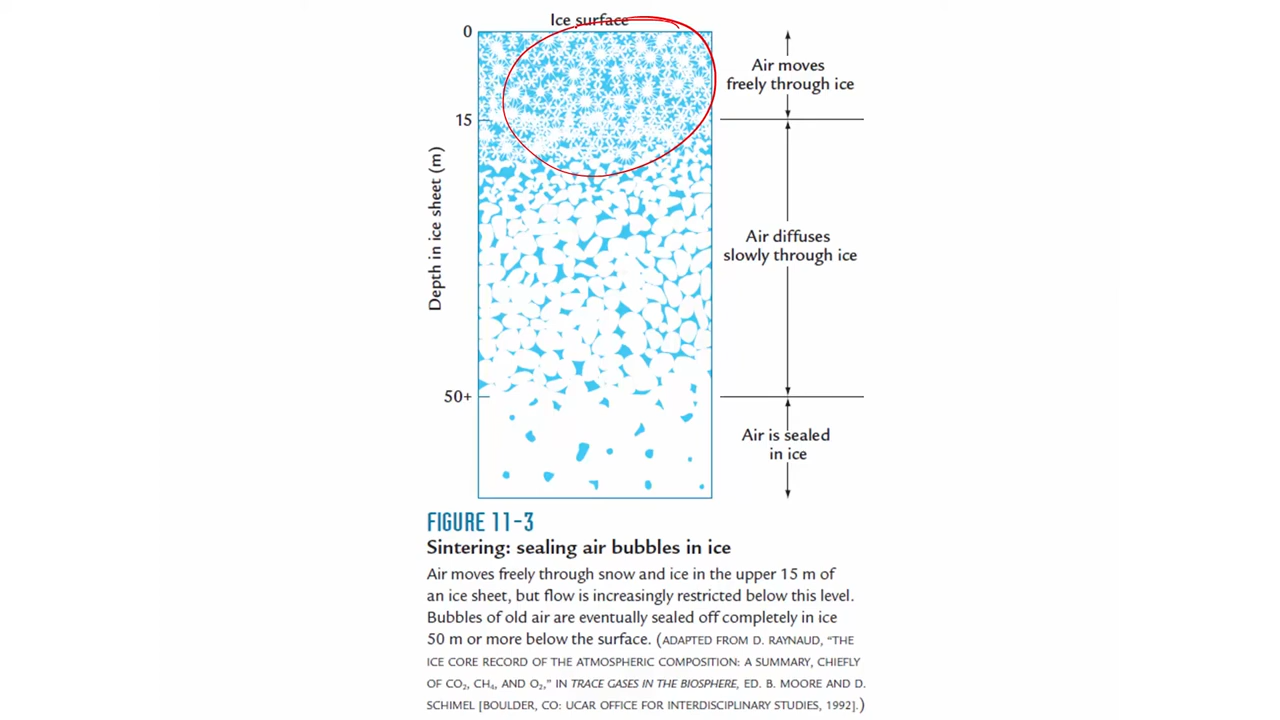 Ice surface
0
Air moves
freely through ice
15
Depth in ice sheet (m)
Air diffuses
slowly through ice
50+
Air is sealed
in ice
FIGURE 11-3
Sintering: sealing air bubbles in ice
Air moves freely through snow and ice in the upper 15 m of
an ice sheet, but flow is increasingly restricted below this level.
Bubbles of old air are eventually sealed off completely in ice
50 m or more below the surface. (ADAPTED FROM D. RAYNAUD, “THE
ICE CORE RECORD OF THE ATMOSPHERIC COMPOSITION: A SUMMARY, CHIEFLY
OF CO₂, CH₄, AND O₂,” IN TRACE GASES IN THE BIOSPHERE, ED. B. MOORE AND D.
SCHIMEL [BOULDER, CO: UCAR OFFICE FOR INTERDISCIPLINARY STUDIES, 1992].)